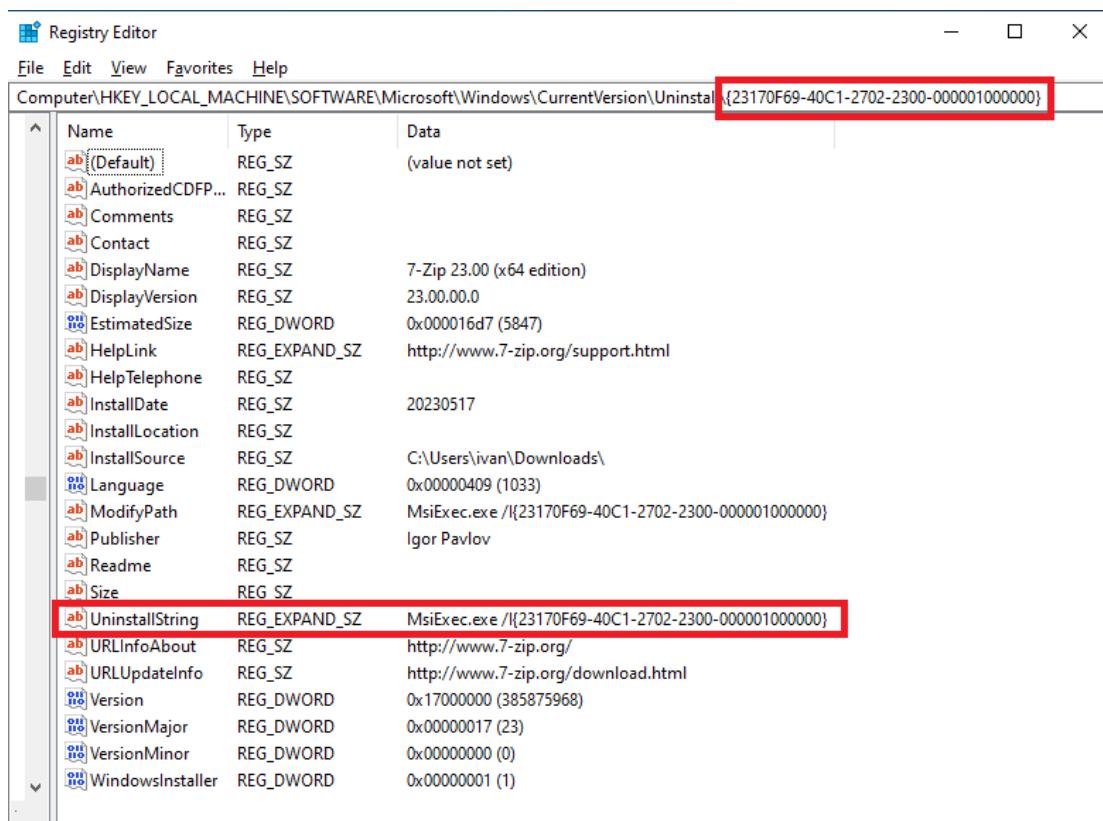 Registry Editor
File Edit View Favorites Help
Computer\HKEY_LOCAL_MACHINE\SOFTWARE\Microsoft\Windows\CurrentVersion\Uninstall\{23170F69-40C1-2702-2300-000001000000}
Name Type Data
(Default) REG_SZ (value not set)
AuthorizedCDFP... REG_SZ
Comments REG_SZ
Contact REG_SZ
DisplayName REG_SZ 7-Zip 23.00 (x64 edition)
DisplayVersion REG_SZ 23.00.00.0
EstimatedSize REG_DWORD 0x000016d7 (5847)
HelpLink REG_EXPAND_SZ http://www.7-zip.org/support.html
HelpTelephone REG_SZ
InstallDate REG_SZ 20230517
InstallLocation REG_SZ
InstallSource REG_SZ C:\Users\ivan\Downloads\
Language REG_DWORD 0x00000409 (1033)
ModifyPath REG_EXPAND_SZ MsiExec.exe /I{23170F69-40C1-2702-2300-000001000000}
Publisher REG_SZ Igor Pavlov
Readme REG_SZ
Size REG_SZ
UninstallString REG_EXPAND_SZ MsiExec.exe /I{23170F69-40C1-2702-2300-000001000000}
URLInfoAbout REG_SZ http://www.7-zip.org/
URLUpdateInfo REG_SZ http://www.7-zip.org/download.html
Version REG_DWORD 0x17000000 (385875968)
VersionMajor REG_DWORD 0x00000017 (23)
VersionMinor REG_DWORD 0x00000000 (0)
WindowsInstaller REG_DWORD 0x00000001 (1)